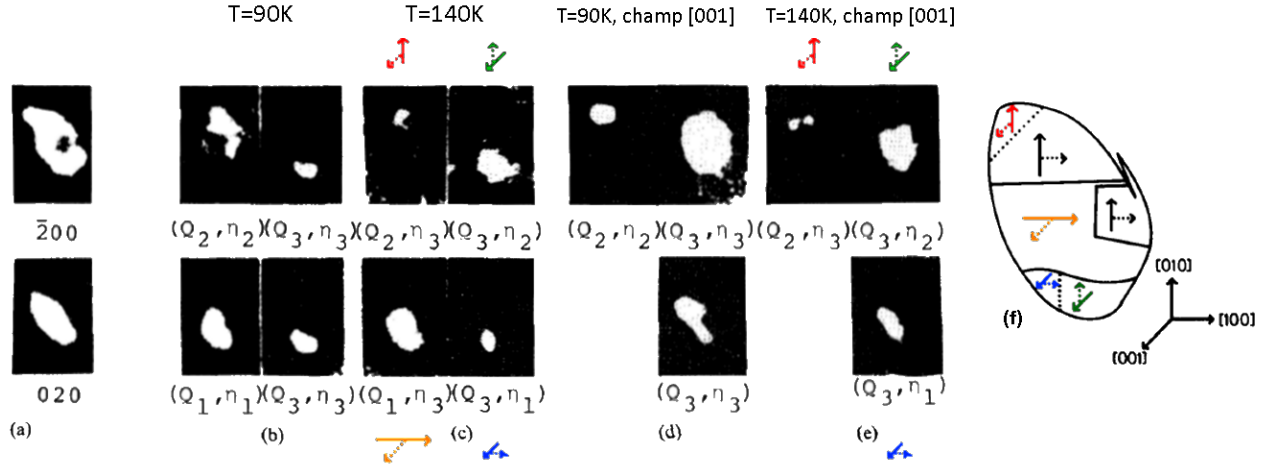 T=90K T=140K T=90K, champ [001] T=140K, champ [001]
(Q2,η2)(Q3,η3)(Q2,η3)(Q3,η2) (Q2,η2)(Q3,η3)(Q2,η3)(Q3,η2)
2̅00
020
(Q1,η1)(Q3,η3)(Q1,η3)(Q3,η1) (Q3,η3) (Q3,η1)
(a) (b) (c) (d) (e)
(f)
[010]
[100]
[001]